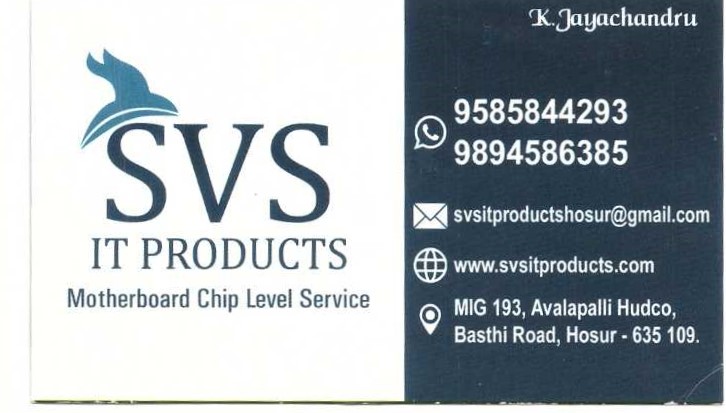 K.Jayachandru
SVS
IT PRODUCTS
Motherboard Chip Level Service
9585844293
9894586385
svsitproductshosur@gmail.com
www.svsitproducts.com
MIG 193, Avalapalli Hudco,
Basthi Road, Hosur - 635 109.